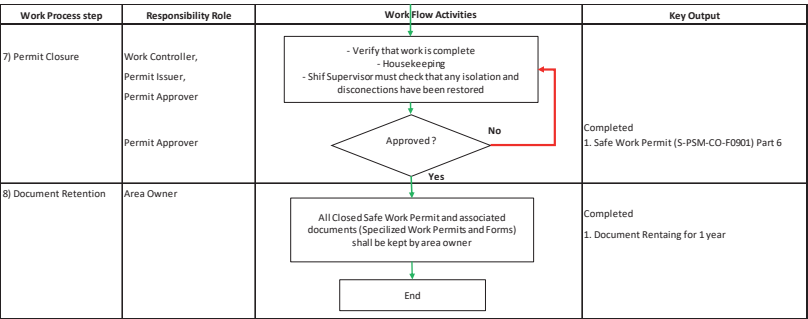 Work Process step
Responsibility Role
Work Flow Activities
Key Output
7) Permit Closure
Work Controller,
Permit Issuer,
Permit Approver
Permit Approver
- Verify that work is complete
- Housekeeping
- Shif Supervisor must check that any isolation and
disconections have been restored
Approved ?
No
Yes
Completed
1. Safe Work Permit (S-PSM-CO-F0901) Part 6
8) Document Retention
Area Owner
All Closed Safe Work Permit and associated
documents (Specilized Work Permits and Forms)
shall be kept by area owner
End
Completed
1. Document Rentaing for 1 year